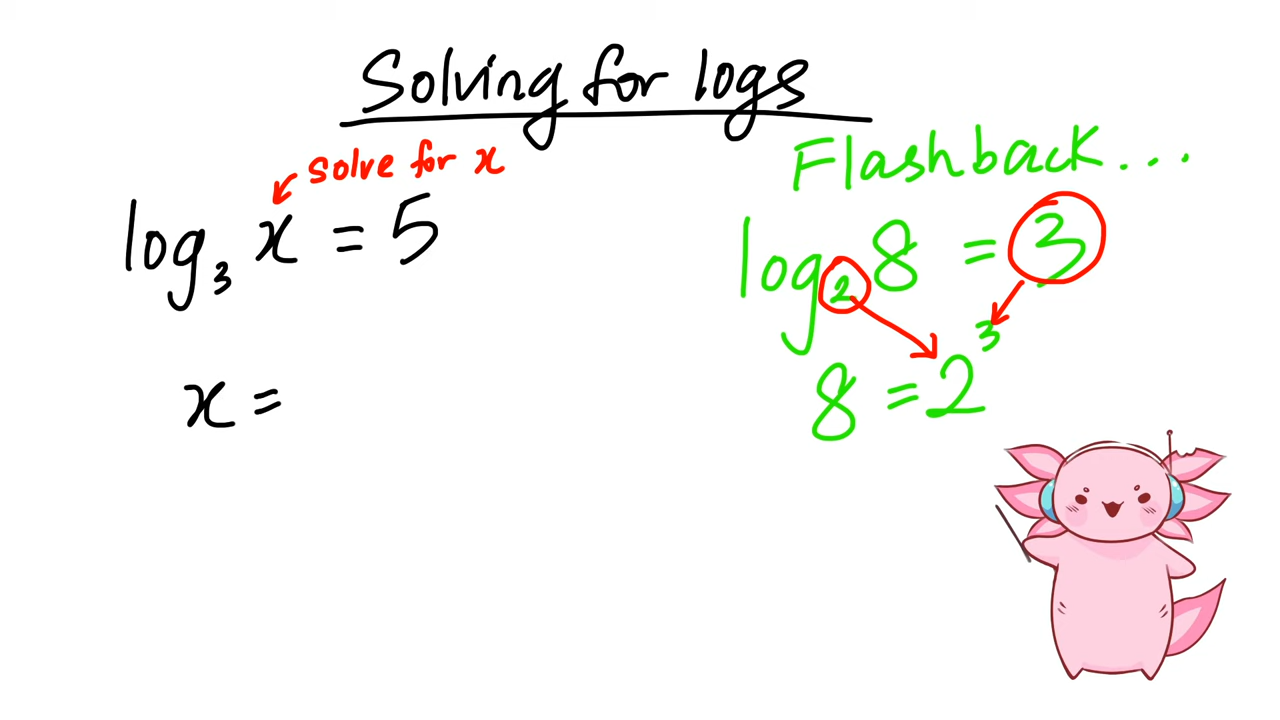 Solving for logs
solve for x
log₃ x = 5
x =
Flashback...
log₂ 8 = 3
8 = 2³